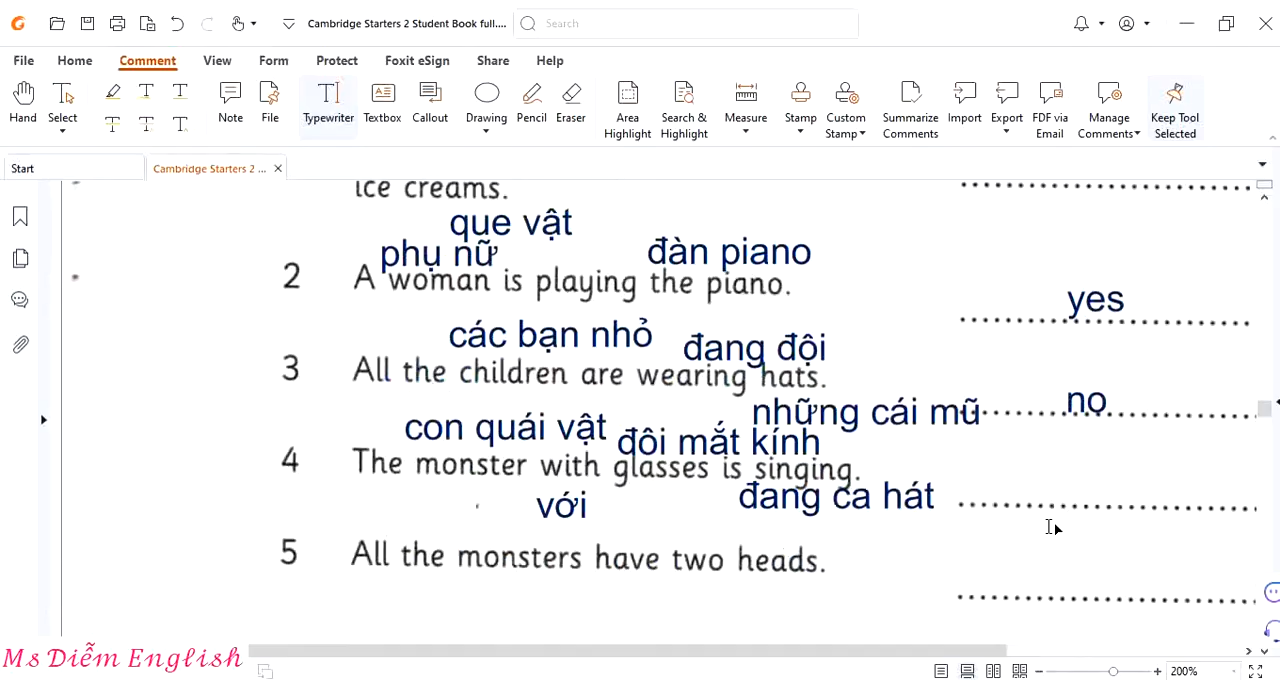 Cambridge Starters 2 Student Book full.... Search
File Home Comment View Form Protect Foxit eSign Share Help
Hand Select Note File Typewriter Textbox Callout Drawing Pencil Eraser Area Highlight Search & Highlight Measure Stamp Custom Stamp Summarize Comments Import Export FDF via Email Manage Comments Keep Tool Selected
Start Cambridge Starters 2 ...
ice creams.
que vật
phụ nữ đàn piano
2 A woman is playing the piano.
yes
các bạn nhỏ đang đội
3 All the children are wearing hats.
những cái mũ no
con quái vật đôi mắt kính
4 The monster with glasses is singing.
với đang ca hát
5 All the monsters have two heads.
Ms Diễm English
200%